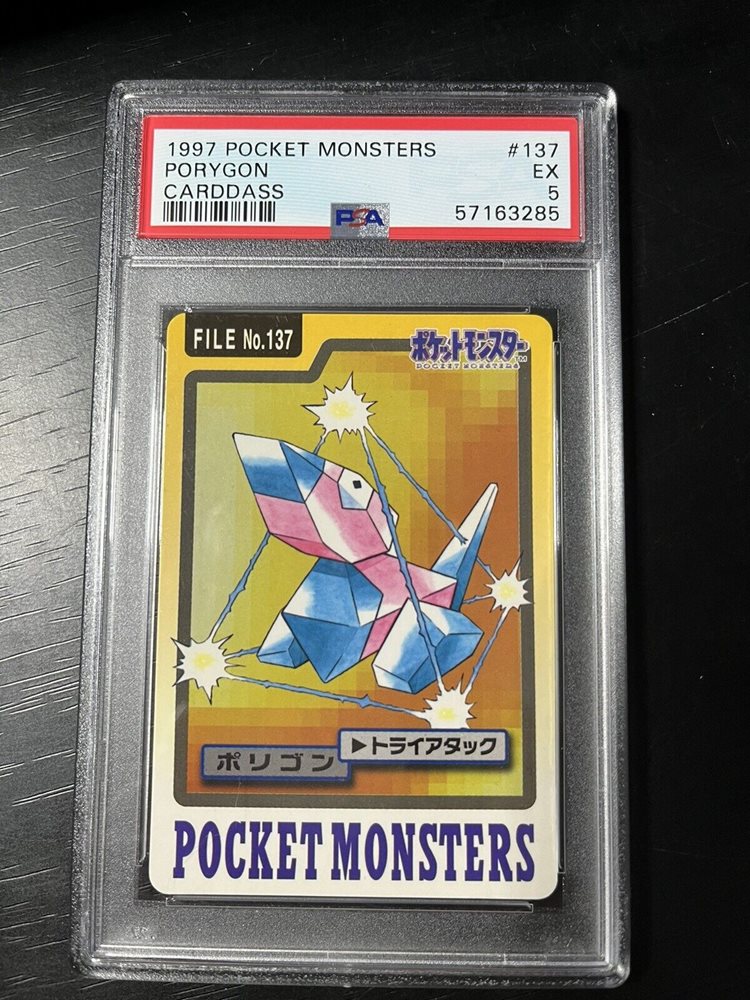 1997 POCKET MONSTERS #137
PORYGON EX
CARDDASS 5
PSA 57163285
FILE No.137
ポケットモンスター TM
POCKET MONSTERS
ポリゴン
▶トライアタック
POCKET MONSTERS